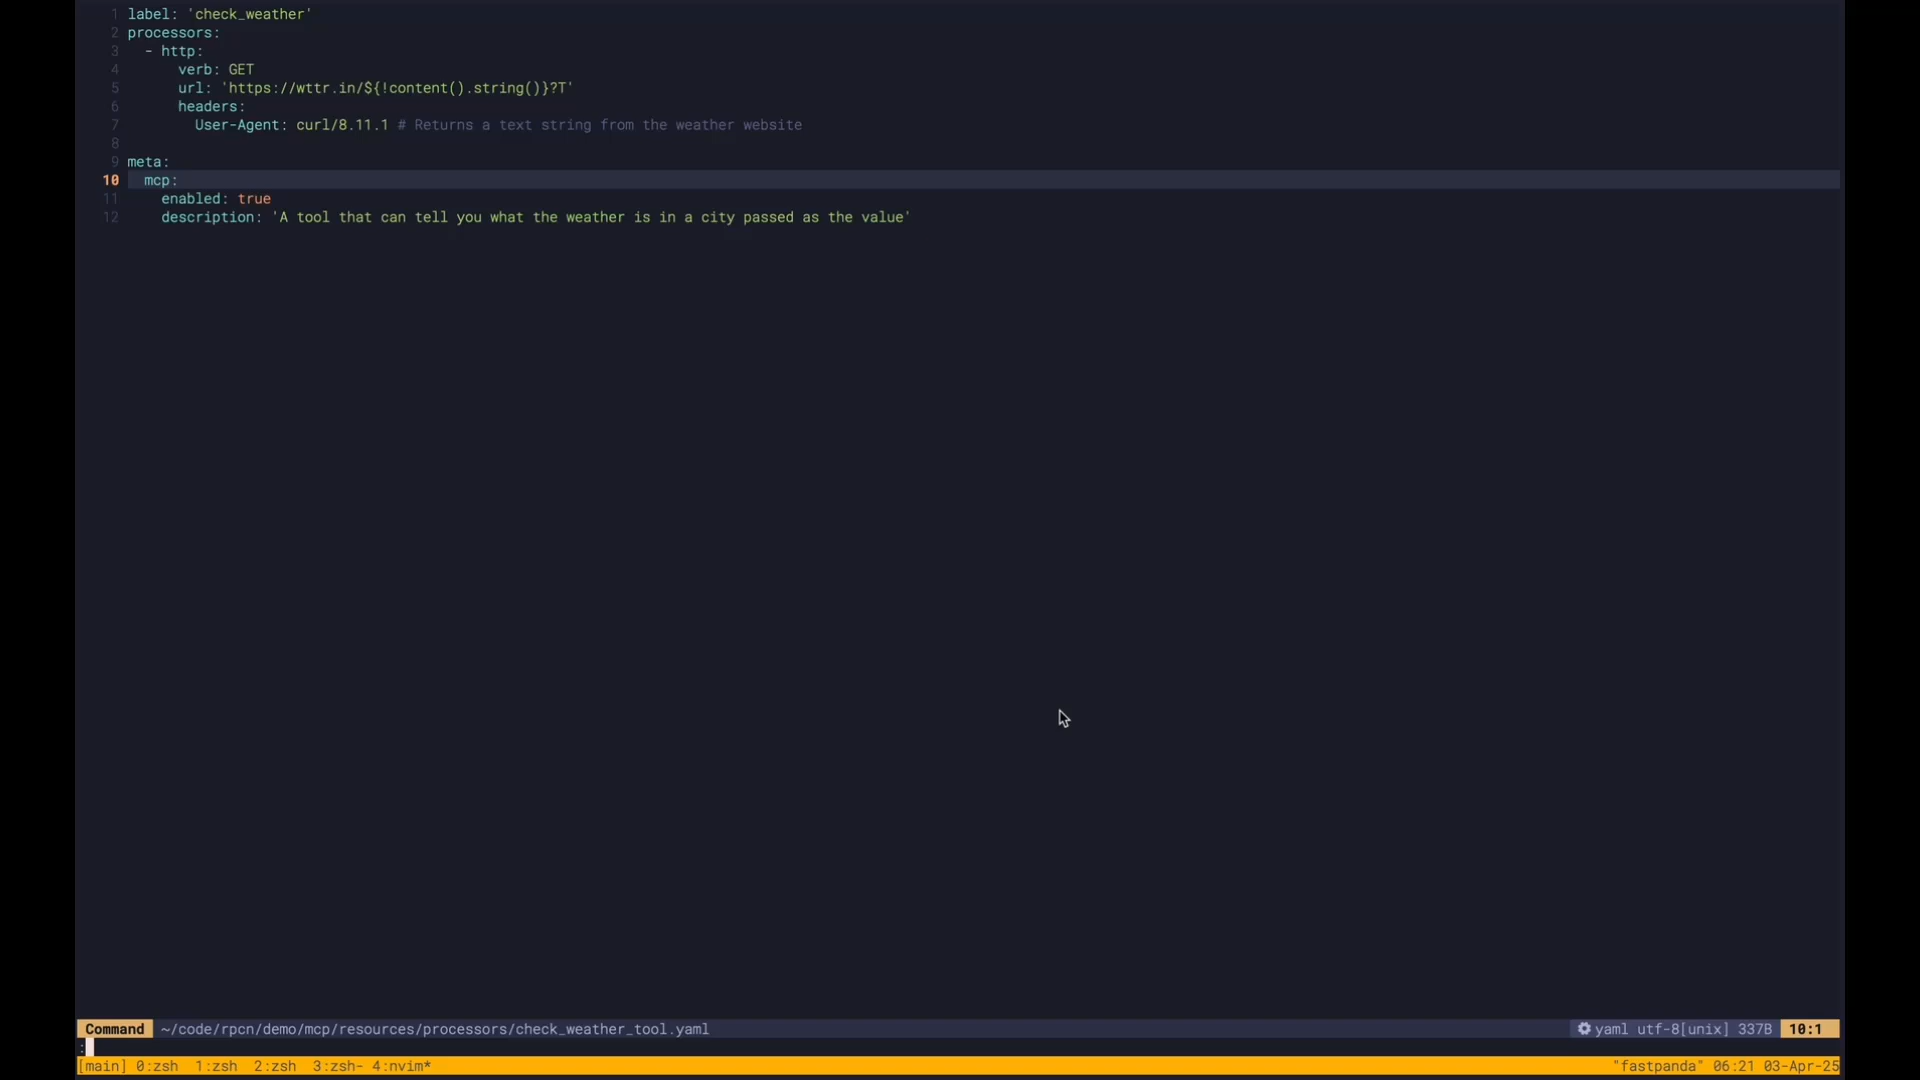 1 label: 'check_weather'
2 processors:
3   - http:
4       verb: GET
5       url: 'https://wttr.in/${!content().string()}?T'
6       headers:
7         User-Agent: curl/8.11.1 # Returns a text string from the weather website
8
9 meta:
10   mcp:
11     enabled: true
12     description: 'A tool that can tell you what the weather is in a city passed as the value'
Command ~/code/rpcn/demo/mcp/resources/processors/check_weather_tool.yaml yaml utf-8[unix] 337B 10:1
:
[main] 0:zsh 1:zsh 2:zsh 3:zsh- 4:nvim* "fastpanda" 06:21 03-Apr-25